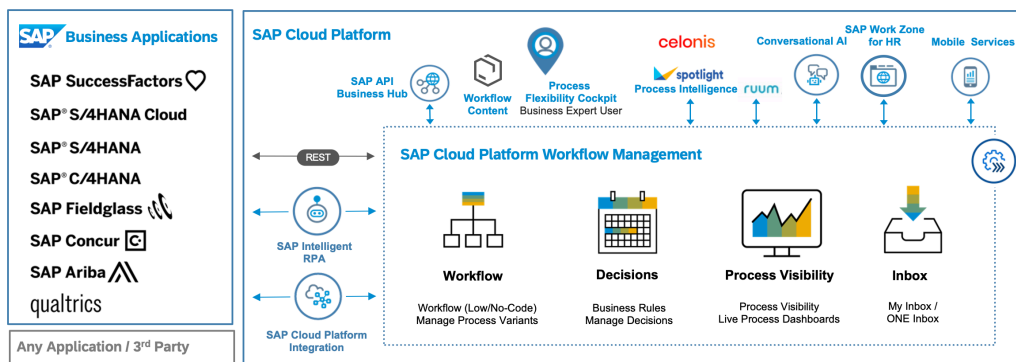 SAP Business Applications
SAP SuccessFactors
SAP® S/4HANA Cloud
SAP® S/4HANA
SAP® C/4HANA
SAP Fieldglass
SAP Concur C·
SAP Ariba
qualtrics
Any Application / 3rd Party
SAP Cloud Platform
SAP API
Business Hub
Workflow
Content
Process
Flexibility Cockpit
Business Expert User
celonis
spotlight
Process Intelligence
ruum
Conversational AI
SAP Work Zone
for HR
Mobile Services
REST
SAP Intelligent
RPA
SAP Cloud Platform
Integration
SAP Cloud Platform Workflow Management
Workflow
Workflow (Low/No-Code)
Manage Process Variants
Decisions
Business Rules
Manage Decisions
Process Visibility
Process Visibility
Live Process Dashboards
Inbox
My Inbox /
ONE Inbox